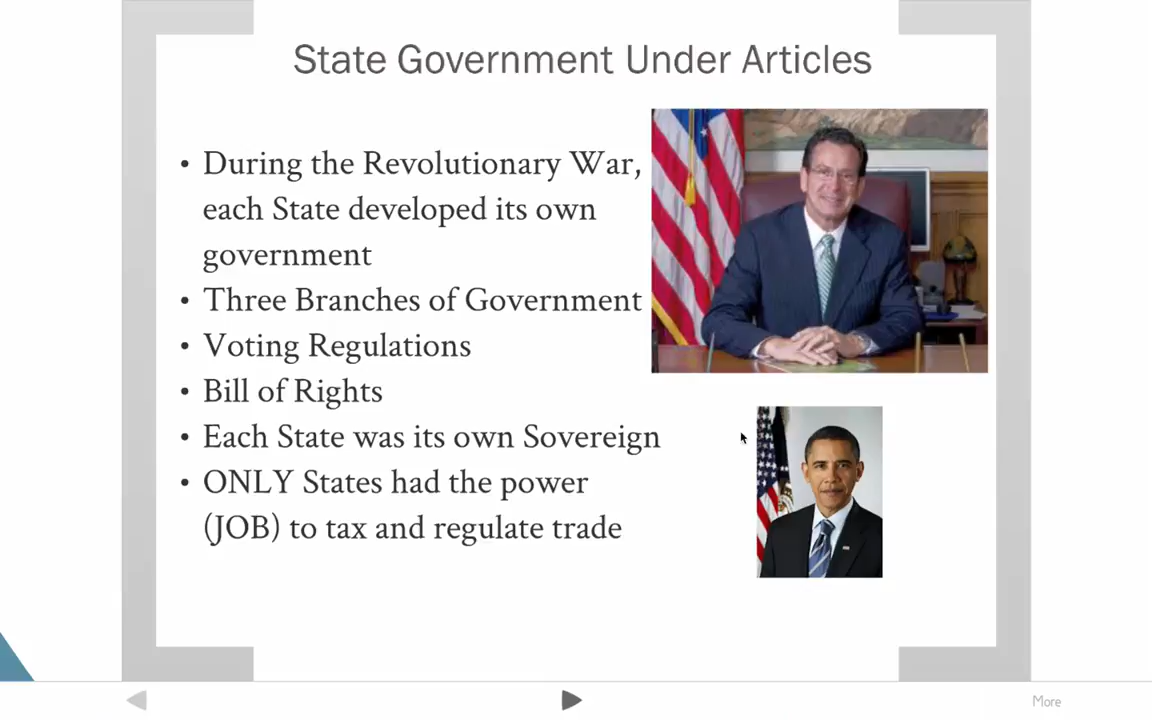 State Government Under Articles
• During the Revolutionary War,
each State developed its own
government
• Three Branches of Government
• Voting Regulations
• Bill of Rights
• Each State was its own Sovereign
• ONLY States had the power
(JOB) to tax and regulate trade
More